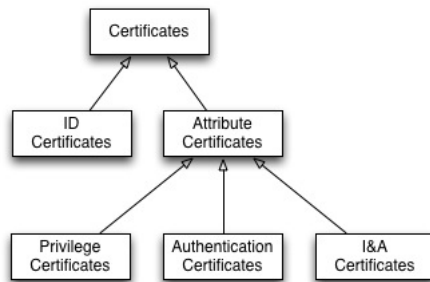 Certificates
ID
Certificates
Attribute
Certificates
Privilege
Certificates
Authentication
Certificates
I&A
Certificates